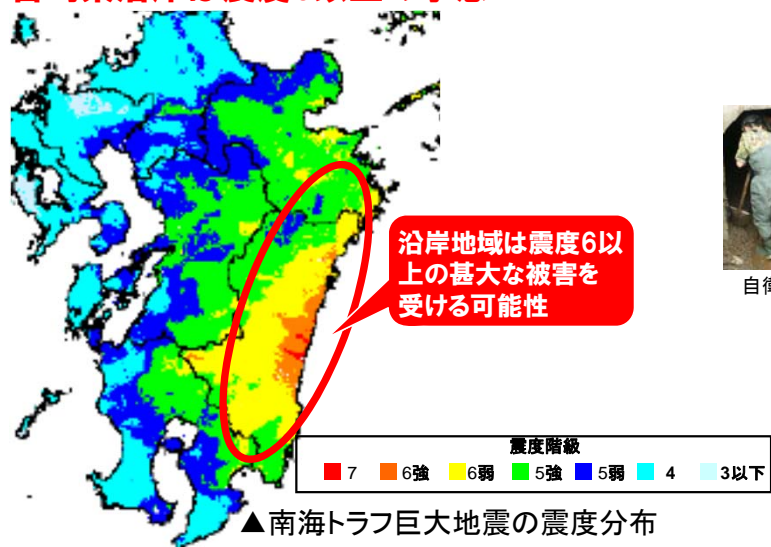 沿岸地域は震度6以
上の甚大な被害を
受ける可能性
自衛
震度階級
7 6強 6弱 5強 5弱 4 3以下
▲南海トラフ巨大地震の震度分布